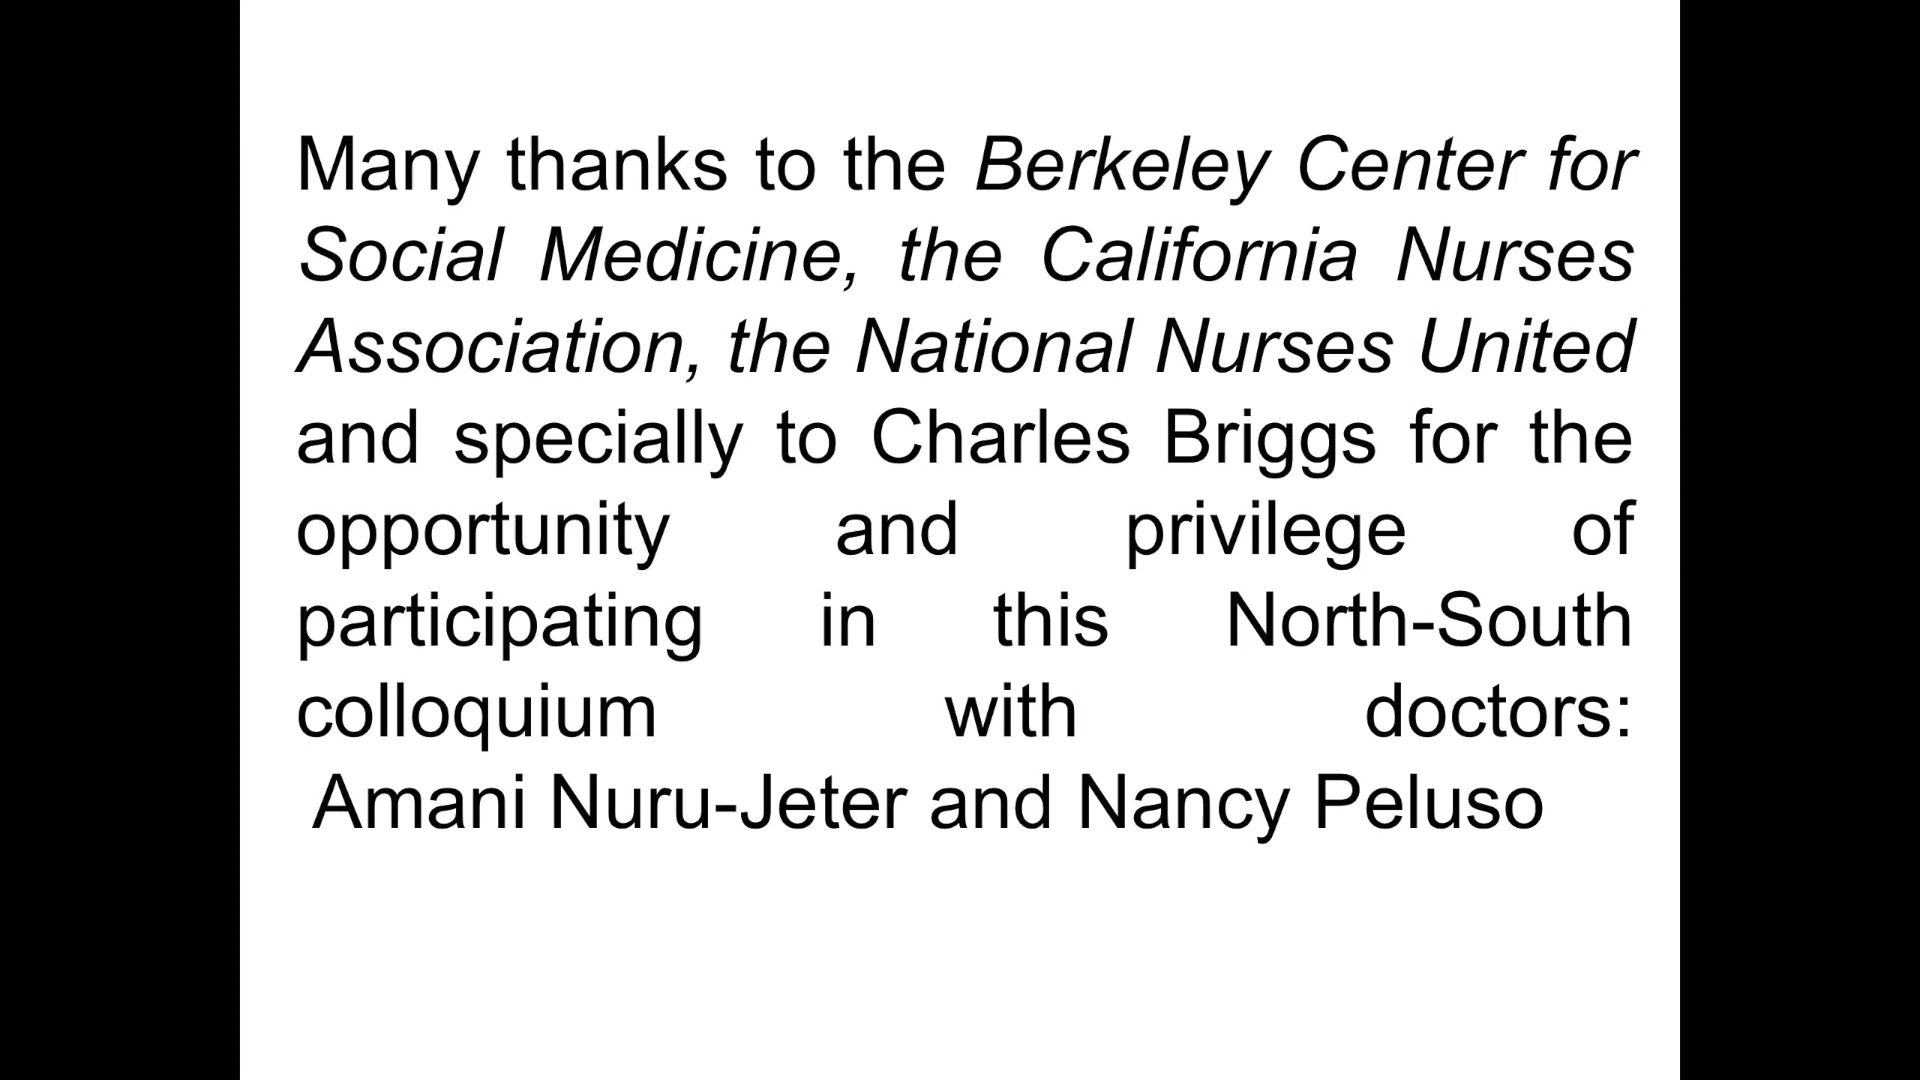 Many thanks to the Berkeley Center for
Social Medicine, the California Nurses
Association, the National Nurses United
and specially to Charles Briggs for the
opportunity and privilege of
participating in this North-South
colloquium with doctors:
Amani Nuru-Jeter and Nancy Peluso